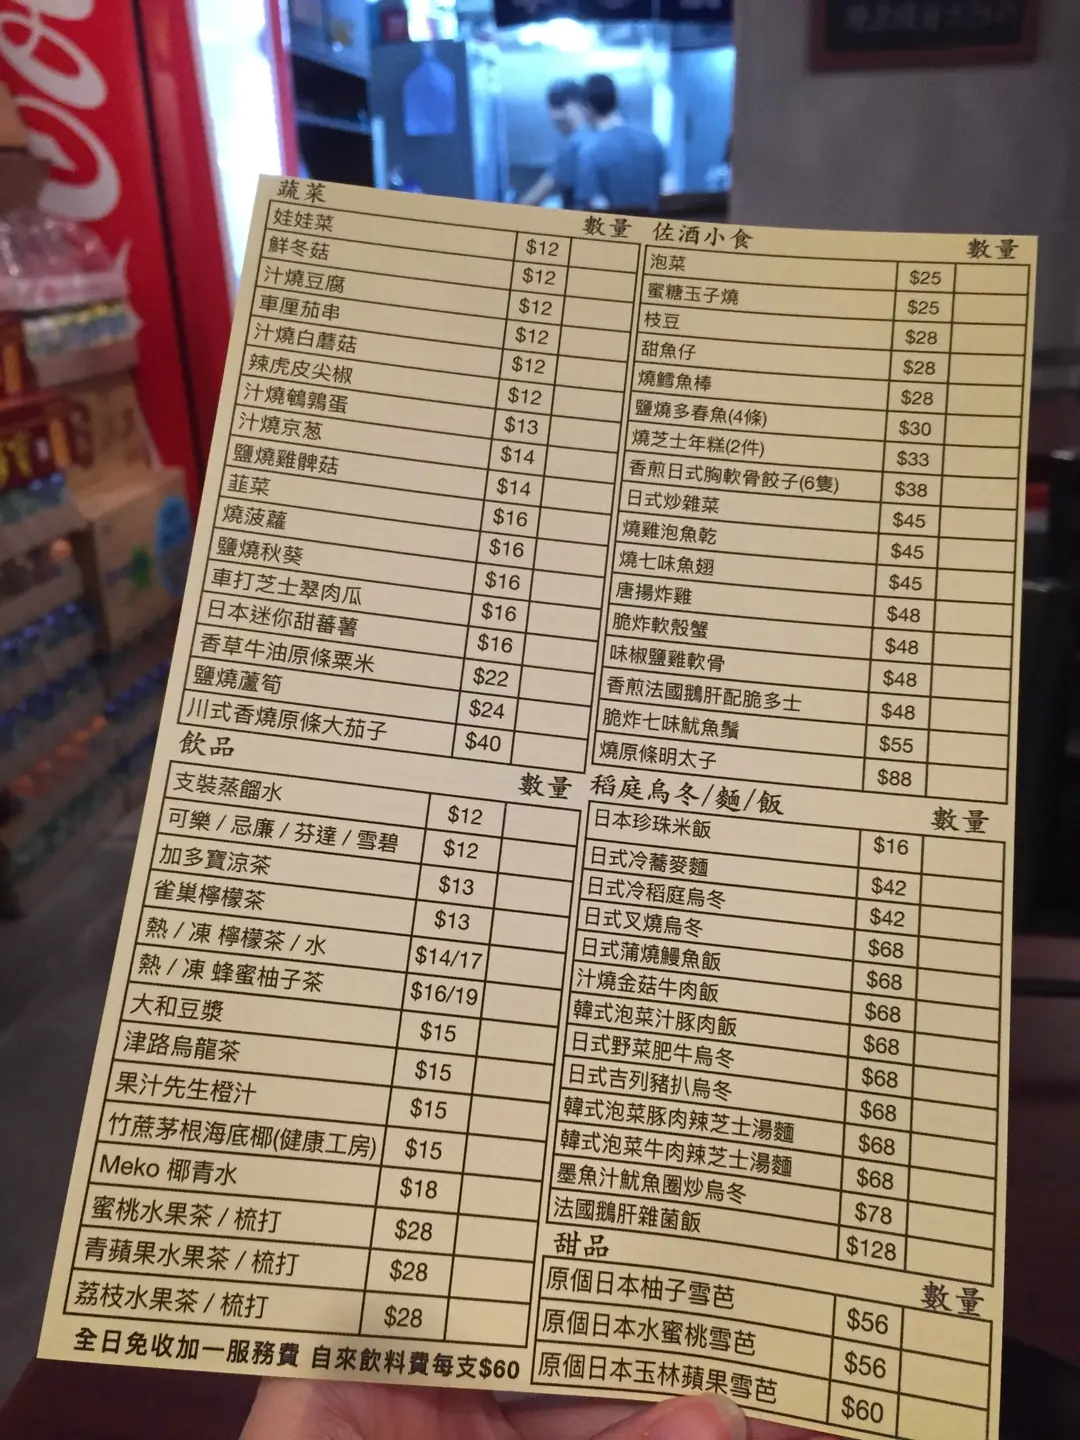 蔬菜 數量
娃娃菜 $12
鮮冬菇 $12
汁燒豆腐 $12
車厘茄串 $12
汁燒白蘑菇 $12
辣虎皮尖椒 $12
汁燒鵪鶉蛋 $13
汁燒京葱 $14
鹽燒雞髀菇 $14
韮菜 $16
燒菠蘿 $16
鹽燒秋葵 $16
車打芝士翠肉瓜 $16
日本迷你甜蕃薯 $16
香草牛油原條粟米 $22
鹽燒蘆筍 $24
川式香燒原條大茄子 $40
飲品 數量
支裝蒸餾水 $12
可樂 / 忌廉 / 芬達 / 雪碧 $12
加多寶涼茶 $13
雀巢檸檬茶 $13
熱 / 凍 檸檬茶 / 水 $14/17
熱 / 凍 蜂蜜柚子茶 $16/19
大和豆漿 $15
津路烏龍茶 $15
果汁先生橙汁 $15
竹蔗茅根海底椰(健康工房) $15
Meko 椰青水 $18
蜜桃水果茶 / 梳打 $28
青蘋果水果茶 / 梳打 $28
荔枝水果茶 / 梳打 $28
全日免收加一服務費 自來飲料費每支$60
佐酒小食 數量
泡菜 $25
蜜糖玉子燒 $25
枝豆 $28
甜魚仔 $28
燒鱈魚棒 $28
鹽燒多春魚(4條) $30
燒芝士年糕(2件) $33
香煎日式胸軟骨餃子(6隻) $38
日式炒雜菜 $45
燒雞泡魚乾 $45
燒七味魚翅 $45
唐揚炸雞 $48
脆炸軟殼蟹 $48
味椒鹽雞軟骨 $48
香煎法國鵝肝配脆多士 $48
脆炸七味魷魚鬚 $55
燒原條明太子 $88
稻庭烏冬/麵/飯 數量
日本珍珠米飯 $16
日式冷蕎麥麵 $42
日式冷稻庭烏冬 $42
日式叉燒烏冬 $68
日式蒲燒鰻魚飯 $68
汁燒金菇牛肉飯 $68
韓式泡菜汁豚肉飯 $68
日式野菜肥牛烏冬 $68
日式吉列豬扒烏冬 $68
韓式泡菜豚肉辣芝士湯麵 $68
韓式泡菜牛肉辣芝士湯麵 $68
墨魚汁魷魚圈炒烏冬 $78
法國鵝肝雜菌飯 $128
甜品 數量
原個日本柚子雪芭 $56
原個日本水蜜桃雪芭 $56
原個日本玉林蘋果雪芭 $60